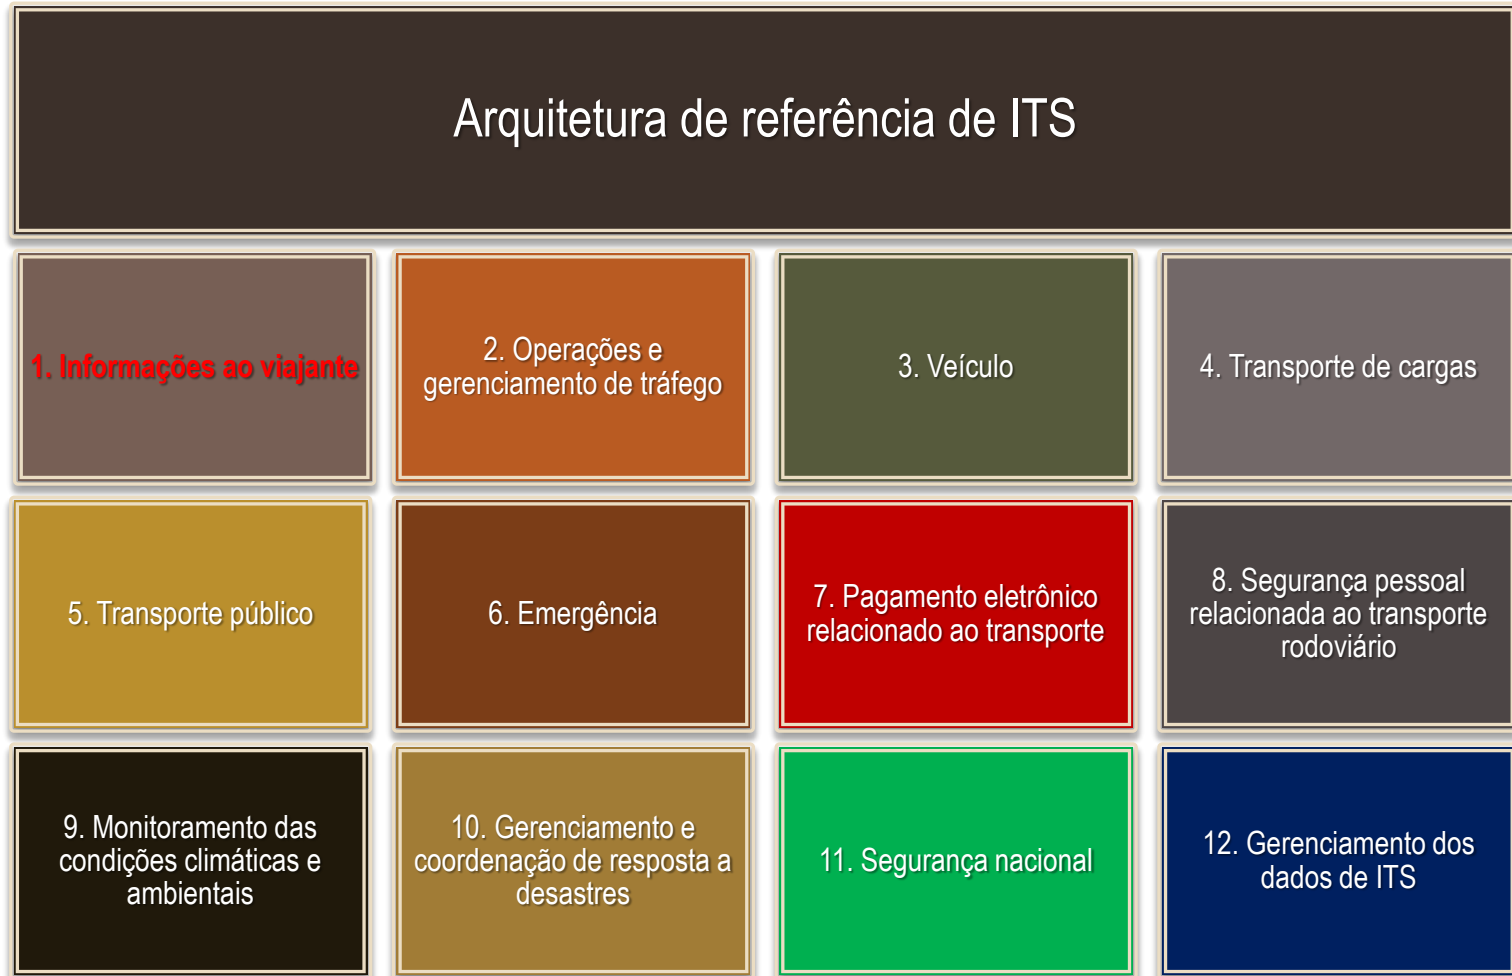 Arquitetura de referência de ITS
1. Informações ao viajante
2. Operações e
gerenciamento de tráfego
3. Veículo
4. Transporte de cargas
5. Transporte público
6. Emergência
7. Pagamento eletrônico
relacionado ao transporte
8. Segurança pessoal
relacionada ao transporte
rodoviário
9. Monitoramento das
condições climáticas e
ambientais
10. Gerenciamento e
coordenação de resposta a
desastres
11. Segurança nacional
12. Gerenciamento dos
dados de ITS